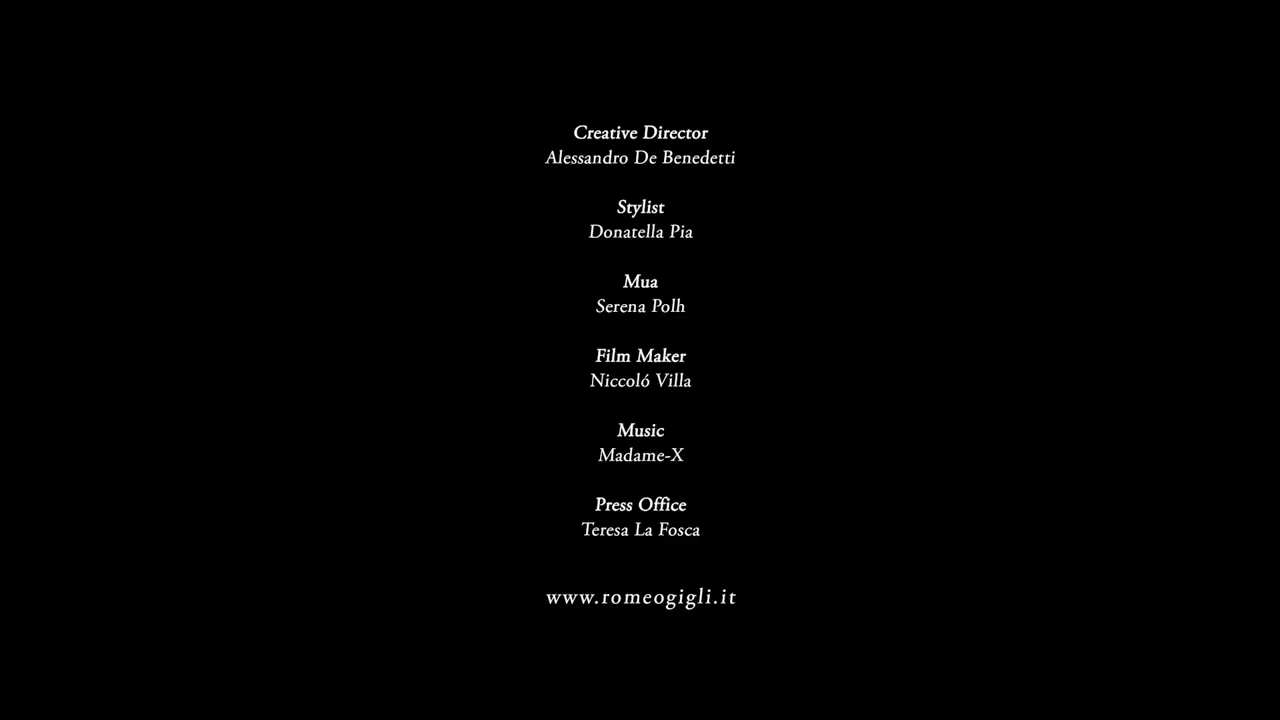 Creative Director
Alessandro De Benedetti
Stylist
Donatella Pia
Mua
Serena Polh
Film Maker
Niccoló Villa
Music
Madame-X
Press Office
Teresa La Fosca
www.romeogigli.it